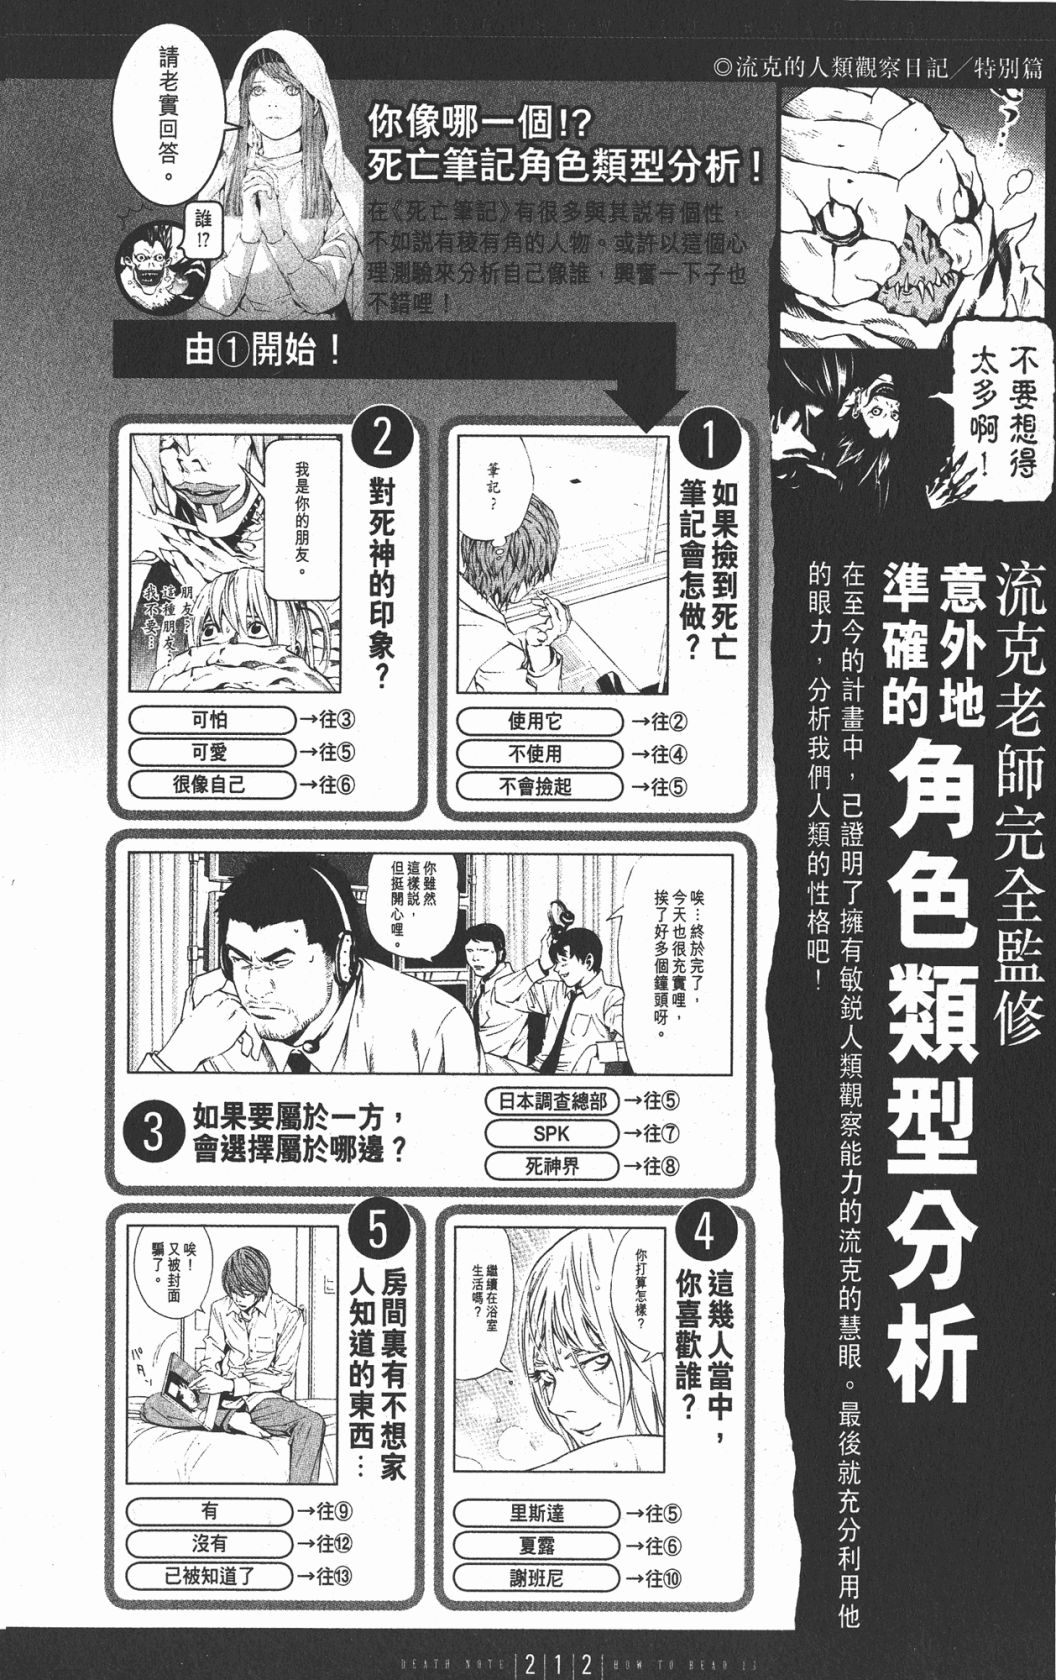 ◎流克的人類觀察日記／特別篇
不要想得
太多啊！
流克老師完全監修
意外地
準確的
角色類型分析
在至今的計畫中，已證明了擁有敏銳人類觀察能力的流克的慧眼。最後就充分利用他
的眼力，分析我們人類的性格吧！
請老實回答。
誰!?
你像哪一個!?
死亡筆記角色類型分析！
在《死亡筆記》有很多與其說有個性，
不如說有稜有角的人物。或許以這個心
理測驗來分析自己像誰，興奮一下子也
不錯哩！
由①開始！
1
如果撿到死亡
筆記會怎做？
筆記？
使用它→往②
不使用→往④
不會撿起→往⑤
2
對死神的印象？
我是你的朋友。
朋友？
這種朋友…
我不要…
可怕→往③
可愛→往⑤
很像自己→往⑥
唉…終於完了，
今天也很充實哩，
挨了好多個鐘頭呀。
你雖然
這樣說，
但挺開心哩。
3
如果要屬於一方，
會選擇屬於哪邊？
日本調查總部→往⑤
SPK→往⑦
死神界→往⑧
4
這幾人當中，
你喜歡誰？
你打算怎樣？
繼續在浴室
生活嗎？
里斯達→往⑤
夏露→往⑥
謝班尼→往⑩
5
房間裏有不想家
人知道的東西…
唉！
又被封面
騙了。
パタ
有→往⑨
沒有→往⑫
已被知道了→往⑬
DEATH NOTE 212 HOW TO READ 13